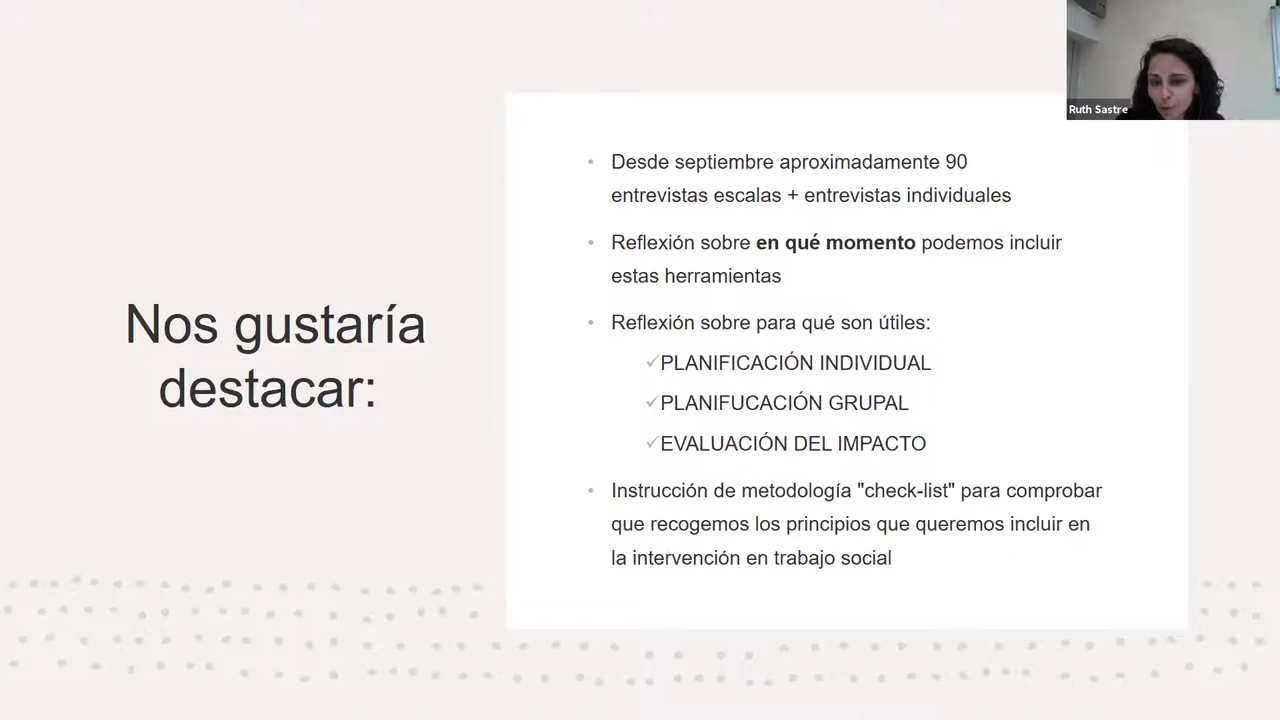 Ruth Sastre
Nos gustaría
destacar:
Desde septiembre aproximadamente 90
entrevistas escalas + entrevistas individuales
Reflexión sobre en qué momento podemos incluir
estas herramientas
Reflexión sobre para qué son útiles:
PLANIFICACIÓN INDIVIDUAL
PLANIFUCACIÓN GRUPAL
EVALUACIÓN DEL IMPACTO
Instrucción de metodología "check-list" para comprobar
que recogemos los principios que queremos incluir en
la intervención en trabajo social